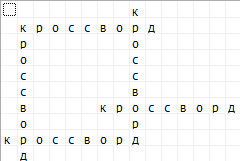 к
к р о с с в о р д
р о
о с
с с
с в
в к р о с с в о р д
о р
к р о с с в о р д
д